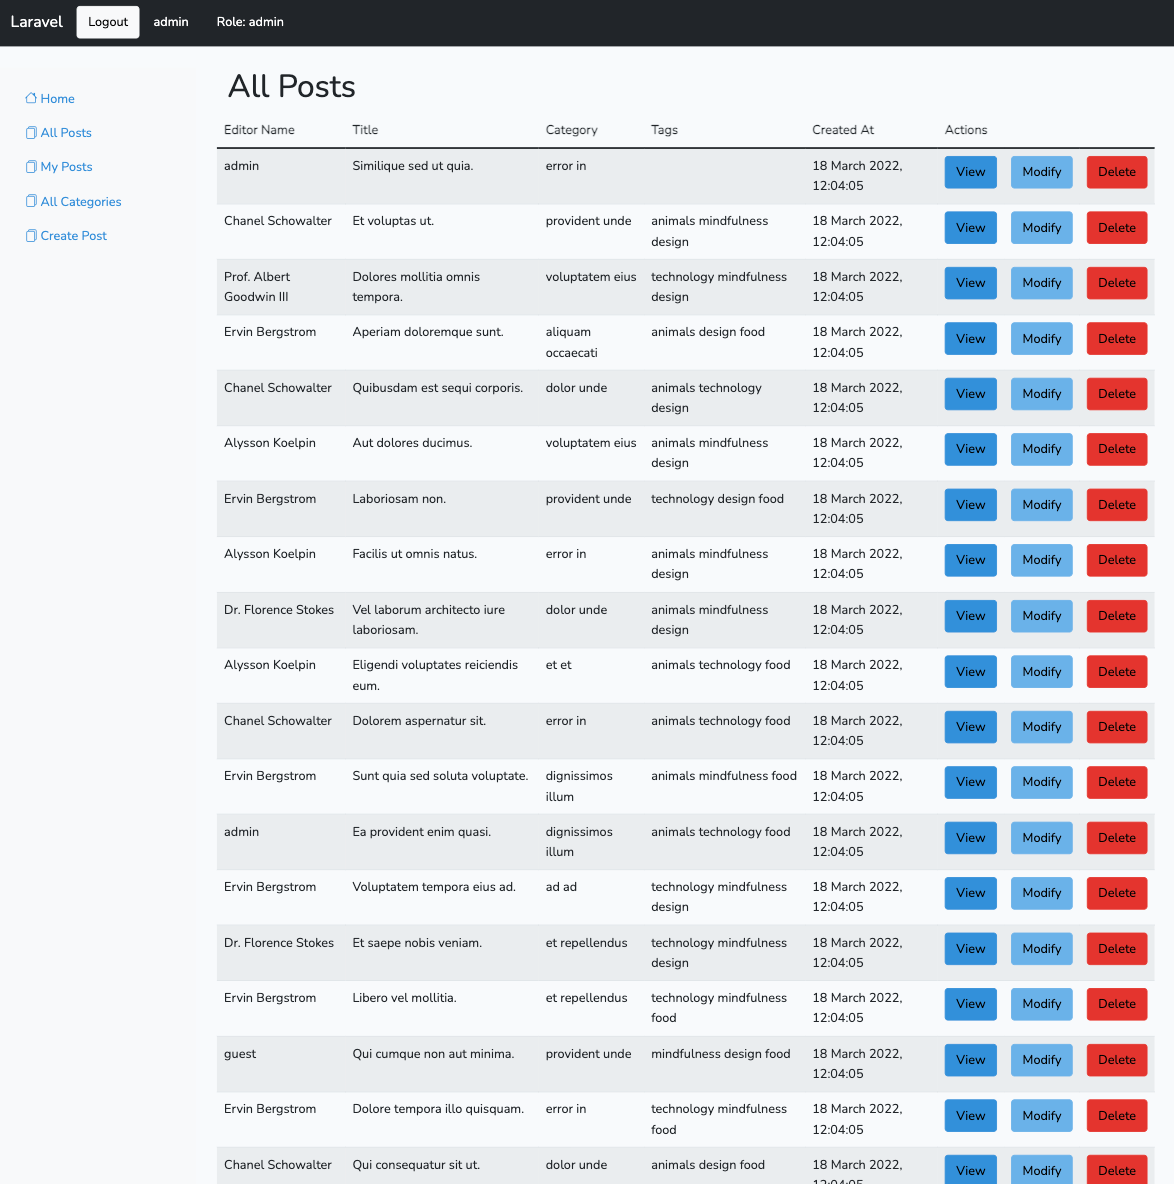 Laravel Logout admin Role: admin
Home
All Posts
My Posts
All Categories
Create Post
All Posts
Editor Name Title Category Tags Created At Actions
admin Similique sed ut quia. error in 18 March 2022, View Modify Delete
12:04:05
Chanel Schowalter Et voluptas ut. provident unde animals mindfulness 18 March 2022, View Modify Delete
design 12:04:05
Prof. Albert Dolores mollitia omnis voluptatem eius technology mindfulness 18 March 2022, View Modify Delete
Goodwin III tempora. design 12:04:05
Ervin Bergstrom Aperiam doloremque sunt. aliquam animals design food 18 March 2022, View Modify Delete
occaecati 12:04:05
Chanel Schowalter Quibusdam est sequi corporis. dolor unde animals technology 18 March 2022, View Modify Delete
design 12:04:05
Alysson Koelpin Aut dolores ducimus. voluptatem eius animals mindfulness 18 March 2022, View Modify Delete
design 12:04:05
Ervin Bergstrom Laboriosam non. provident unde technology design food 18 March 2022, View Modify Delete
12:04:05
Alysson Koelpin Facilis ut omnis natus. error in animals mindfulness 18 March 2022, View Modify Delete
design 12:04:05
Dr. Florence Stokes Vel laborum architecto iure dolor unde animals mindfulness 18 March 2022, View Modify Delete
laboriosam. design 12:04:05
Alysson Koelpin Eligendi voluptates reiciendis et et animals technology food 18 March 2022, View Modify Delete
eum. 12:04:05
Chanel Schowalter Dolorem aspernatur sit. error in animals technology food 18 March 2022, View Modify Delete
12:04:05
Ervin Bergstrom Sunt quia sed soluta voluptate. dignissimos animals mindfulness food 18 March 2022, View Modify Delete
illum 12:04:05
admin Ea provident enim quasi. dignissimos animals technology food 18 March 2022, View Modify Delete
illum 12:04:05
Ervin Bergstrom Voluptatem tempora eius ad. ad ad technology mindfulness 18 March 2022, View Modify Delete
design 12:04:05
Dr. Florence Stokes Et saepe nobis veniam. et repellendus technology mindfulness 18 March 2022, View Modify Delete
design 12:04:05
Ervin Bergstrom Libero vel mollitia. et repellendus technology mindfulness 18 March 2022, View Modify Delete
food 12:04:05
guest Qui cumque non aut minima. provident unde mindfulness design food 18 March 2022, View Modify Delete
12:04:05
Ervin Bergstrom Dolore tempora illo quisquam. error in technology mindfulness 18 March 2022, View Modify Delete
food 12:04:05
Chanel Schowalter Qui consequatur sit ut. dolor unde animals design food 18 March 2022, View Modify Delete